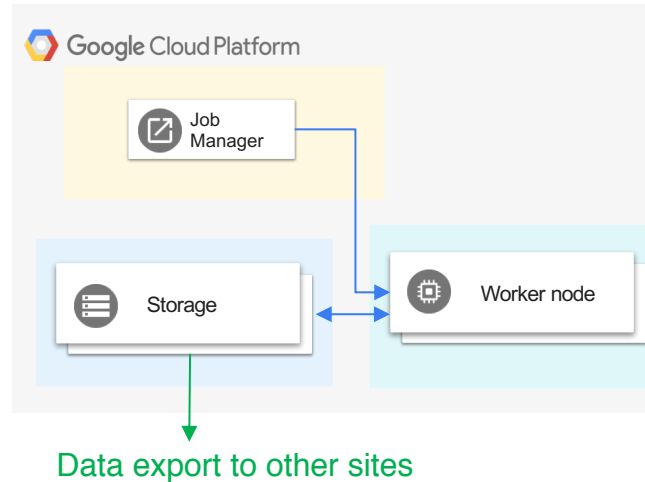 Google Cloud Platform
Job
Manager
Storage
Worker node
Data export to other sites